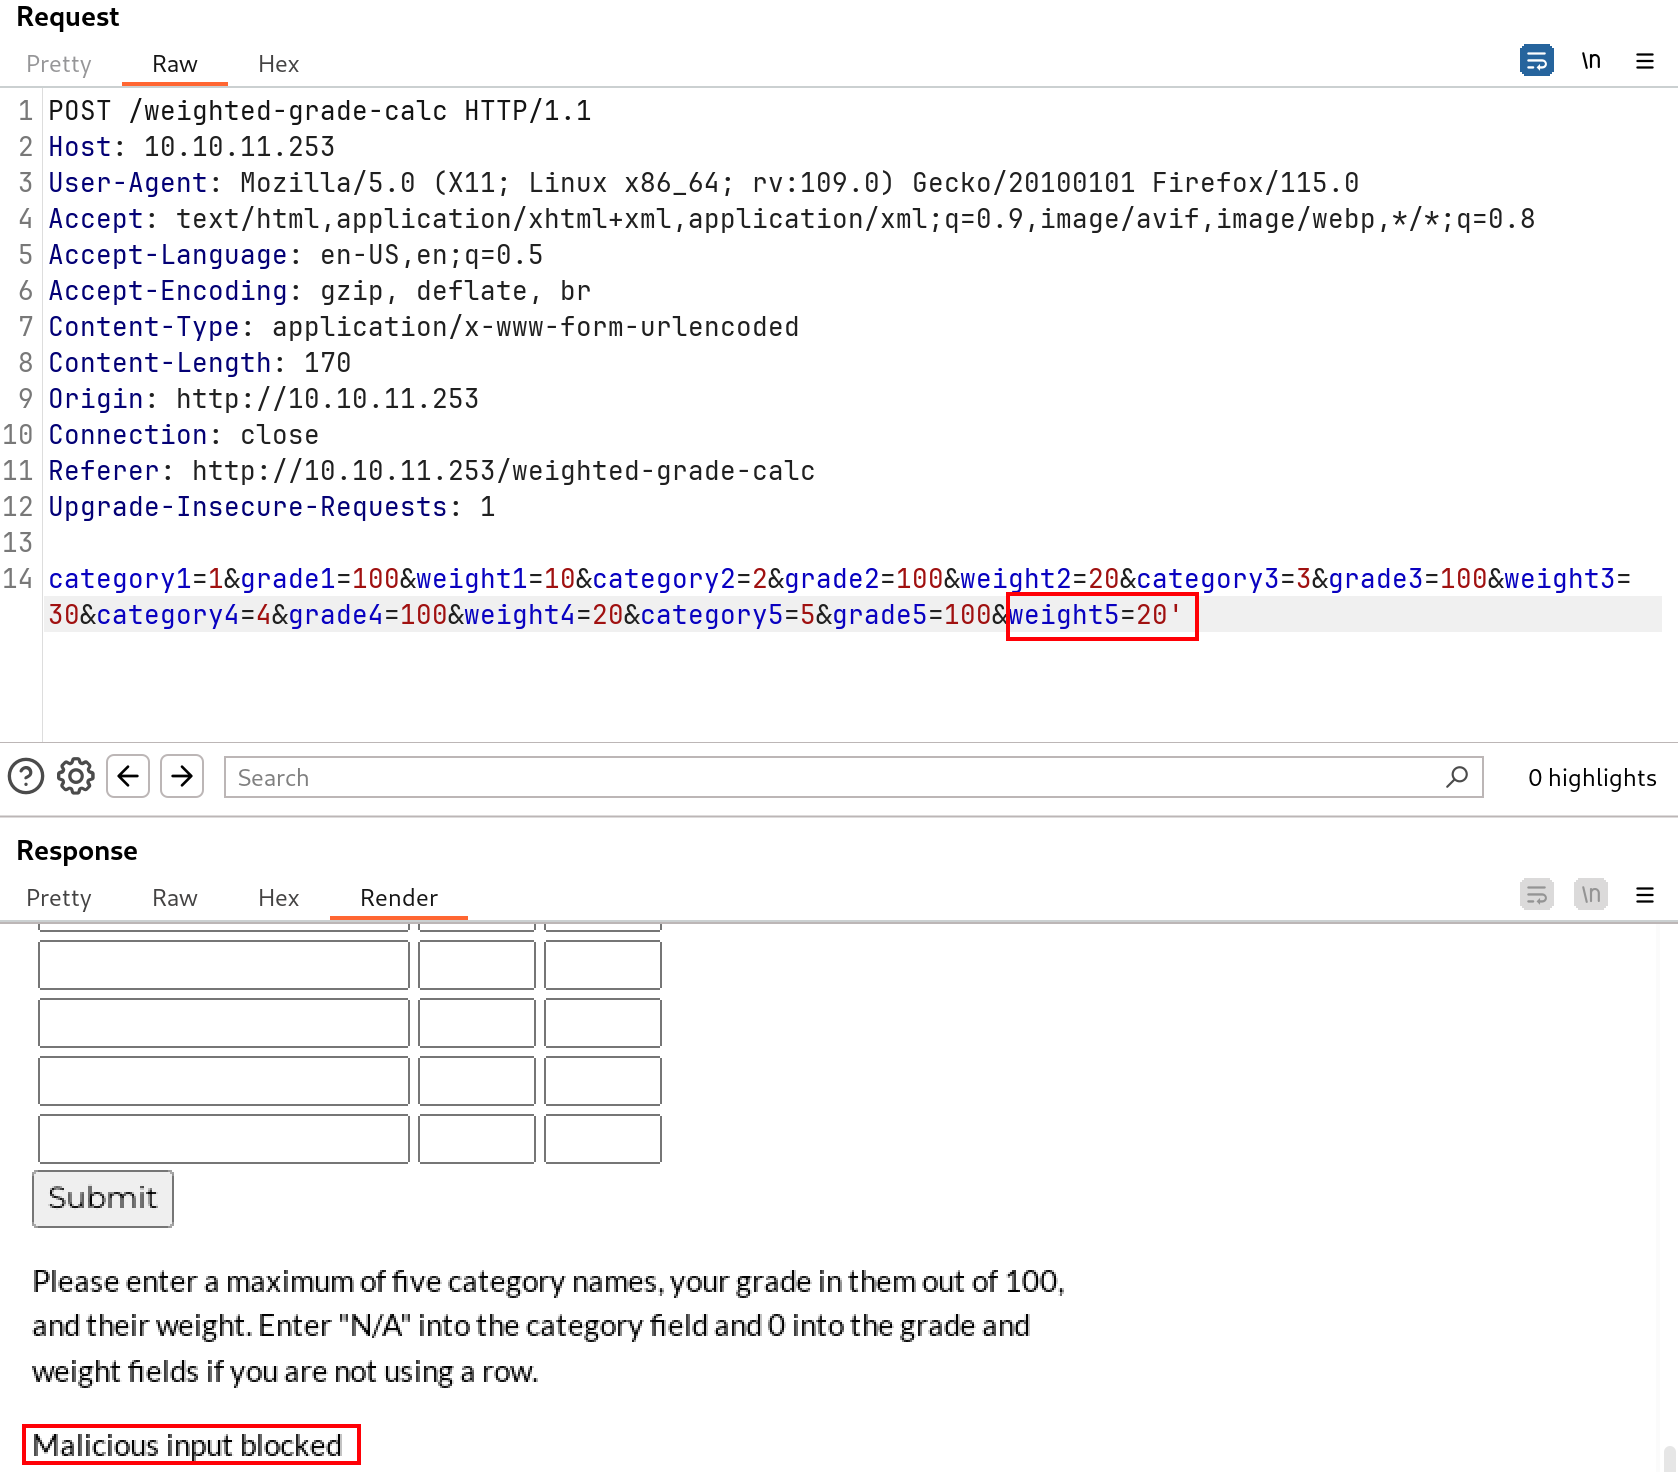 Request
Pretty Raw Hex \n
1 POST /weighted-grade-calc HTTP/1.1
2 Host: 10.10.11.253
3 User-Agent: Mozilla/5.0 (X11; Linux x86_64; rv:109.0) Gecko/20100101 Firefox/115.0
4 Accept: text/html,application/xhtml+xml,application/xml;q=0.9,image/avif,image/webp,*/*;q=0.8
5 Accept-Language: en-US,en;q=0.5
6 Accept-Encoding: gzip, deflate, br
7 Content-Type: application/x-www-form-urlencoded
8 Content-Length: 170
9 Origin: http://10.10.11.253
10 Connection: close
11 Referer: http://10.10.11.253/weighted-grade-calc
12 Upgrade-Insecure-Requests: 1
13
14 category1=1&grade1=100&weight1=10&category2=2&grade2=100&weight2=20&category3=3&grade3=100&weight3=
30&category4=4&grade4=100&weight4=20&category5=5&grade5=100&weight5=20'
Search 0 highlights
Response
Pretty Raw Hex Render \n
Submit
Please enter a maximum of five category names, your grade in them out of 100,
and their weight. Enter "N/A" into the category field and 0 into the grade and
weight fields if you are not using a row.
Malicious input blocked